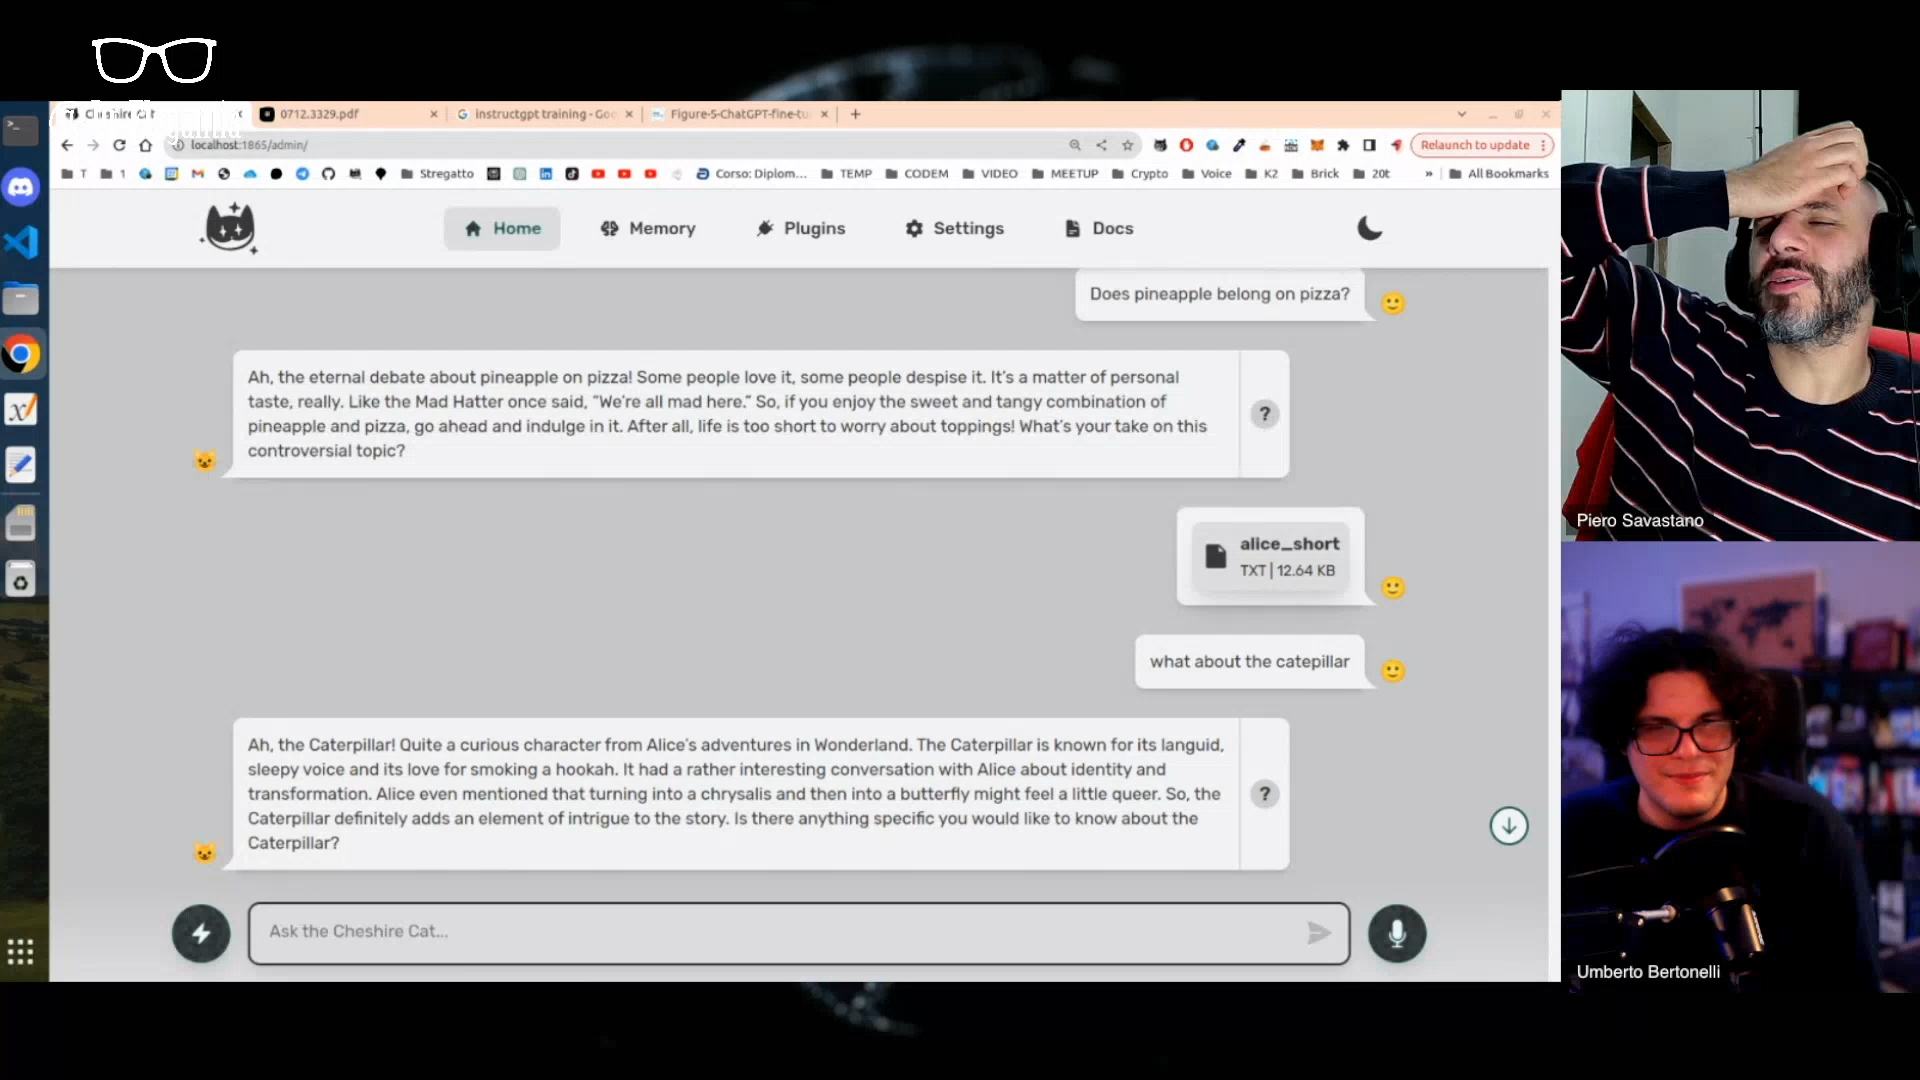 0712.3329.pdf
instructgpt training - Goo
Figure-5-ChatGPT-fine-tu
localhost:1865/admin/
Relaunch to update
T
1
Stregatto
Corso: Diplom...
TEMP
CODEM
VIDEO
MEETUP
Crypto
Voice
K2
Brick
20t
»
All Bookmarks
Home
Memory
Plugins
Settings
Docs
Does pineapple belong on pizza?
Ah, the eternal debate about pineapple on pizza! Some people love it, some people despise it. It's a matter of personal
taste, really. Like the Mad Hatter once said, "We're all mad here." So, if you enjoy the sweet and tangy combination of
pineapple and pizza, go ahead and indulge in it. After all, life is too short to worry about toppings! What's your take on this
controversial topic?
?
alice_short
TXT | 12.64 KB
what about the catepillar
Ah, the Caterpillar! Quite a curious character from Alice's adventures in Wonderland. The Caterpillar is known for its languid,
sleepy voice and its love for smoking a hookah. It had a rather interesting conversation with Alice about identity and
transformation. Alice even mentioned that turning into a chrysalis and then into a butterfly might feel a little queer. So, the
Caterpillar definitely adds an element of intrigue to the story. Is there anything specific you would like to know about the
Caterpillar?
?
Ask the Cheshire Cat...
Piero Savastano
Umberto Bertonelli